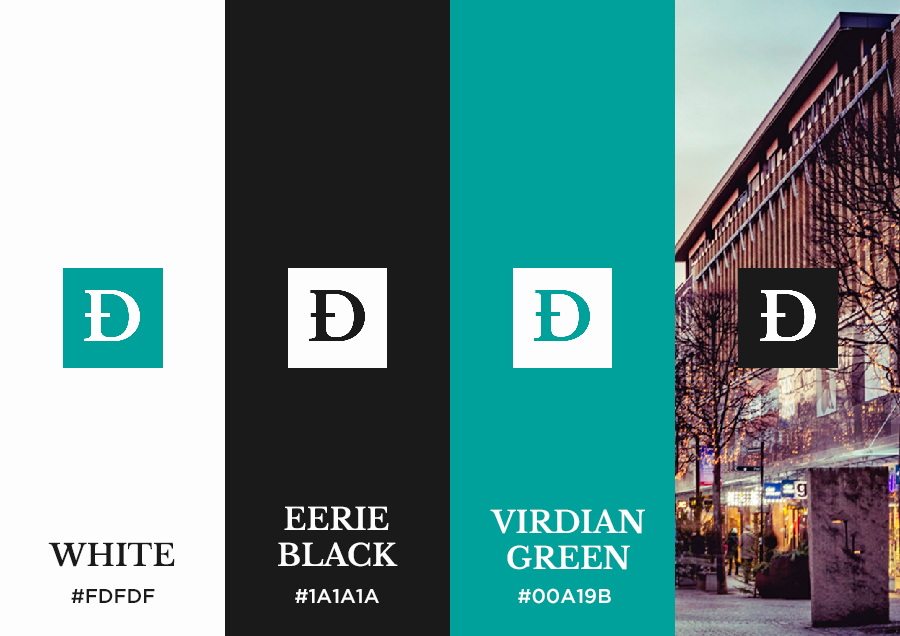 Đ
WHITE
#FDFDF
Đ
EERIE
BLACK
#1A1A1A
Đ
VIRDIAN
GREEN
#00A19B
Đ
g